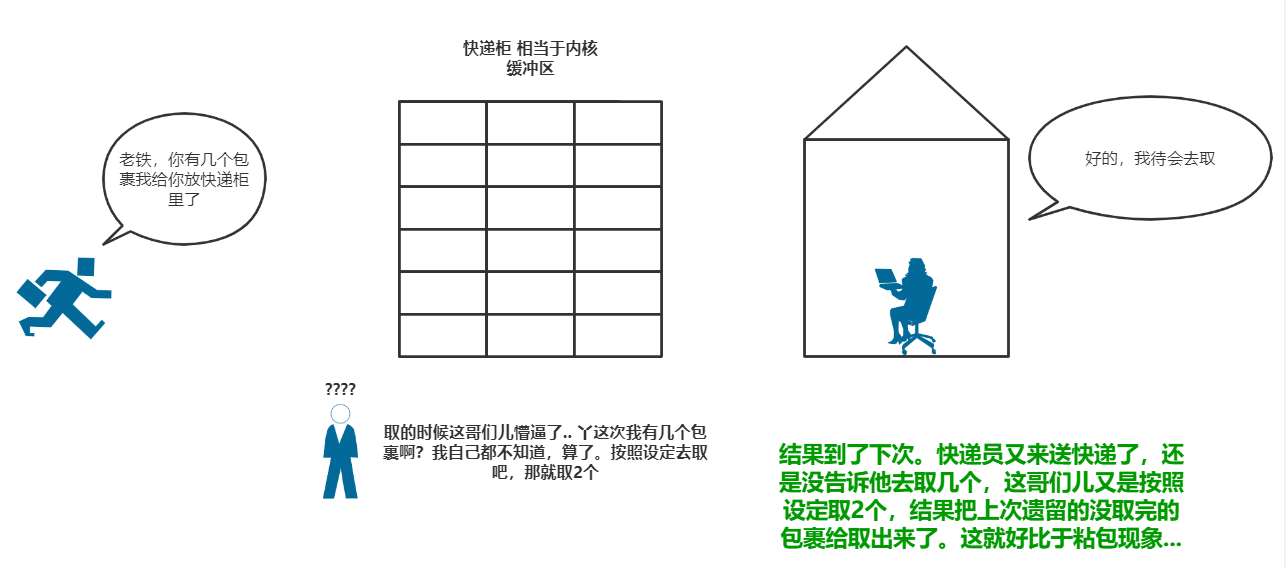 快递柜 相当于内核
缓冲区
老铁，你有几个包
裹我给你放快递柜
里了
好的，我待会去取
????
取的时候这哥们儿懵逼了.. 丫这次我有几个包
裹啊？我自己都不知道，算了。按照设定去取
吧，那就取2个
结果到了下次。快递员又来送快递了，还
是没告诉他去取几个，这哥们儿又是按照
设定取2个，结果把上次遗留的没取完的
包裹给取出来了。这就好比于粘包现象...